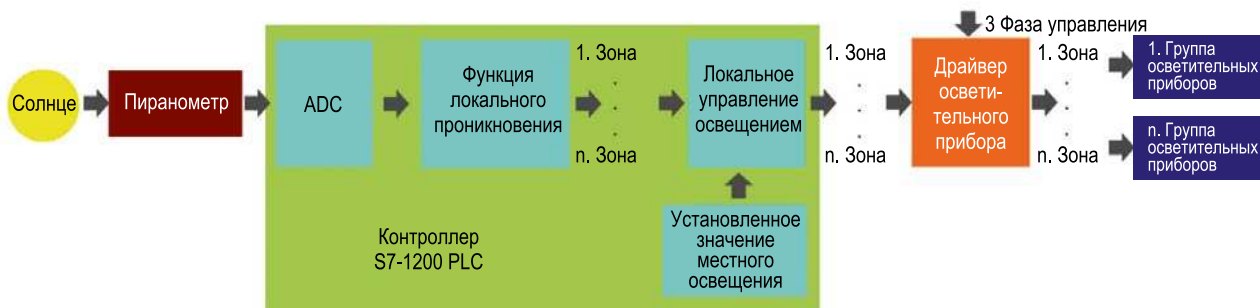 Солнце
Пиранометр
ADC
Функция
локального
проникновения
1. Зона
n. Зона
Локальное
управление
освещением
Установленное
значение
местного
освещения
Контроллер
S7-1200 PLC
1. Зона
n. Зона
3 Фаза управления
Драйвер
освети-
тельного
прибора
1. Зона
n. Зона
1. Группа
осветительных
приборов
n. Группа
осветительных
приборов